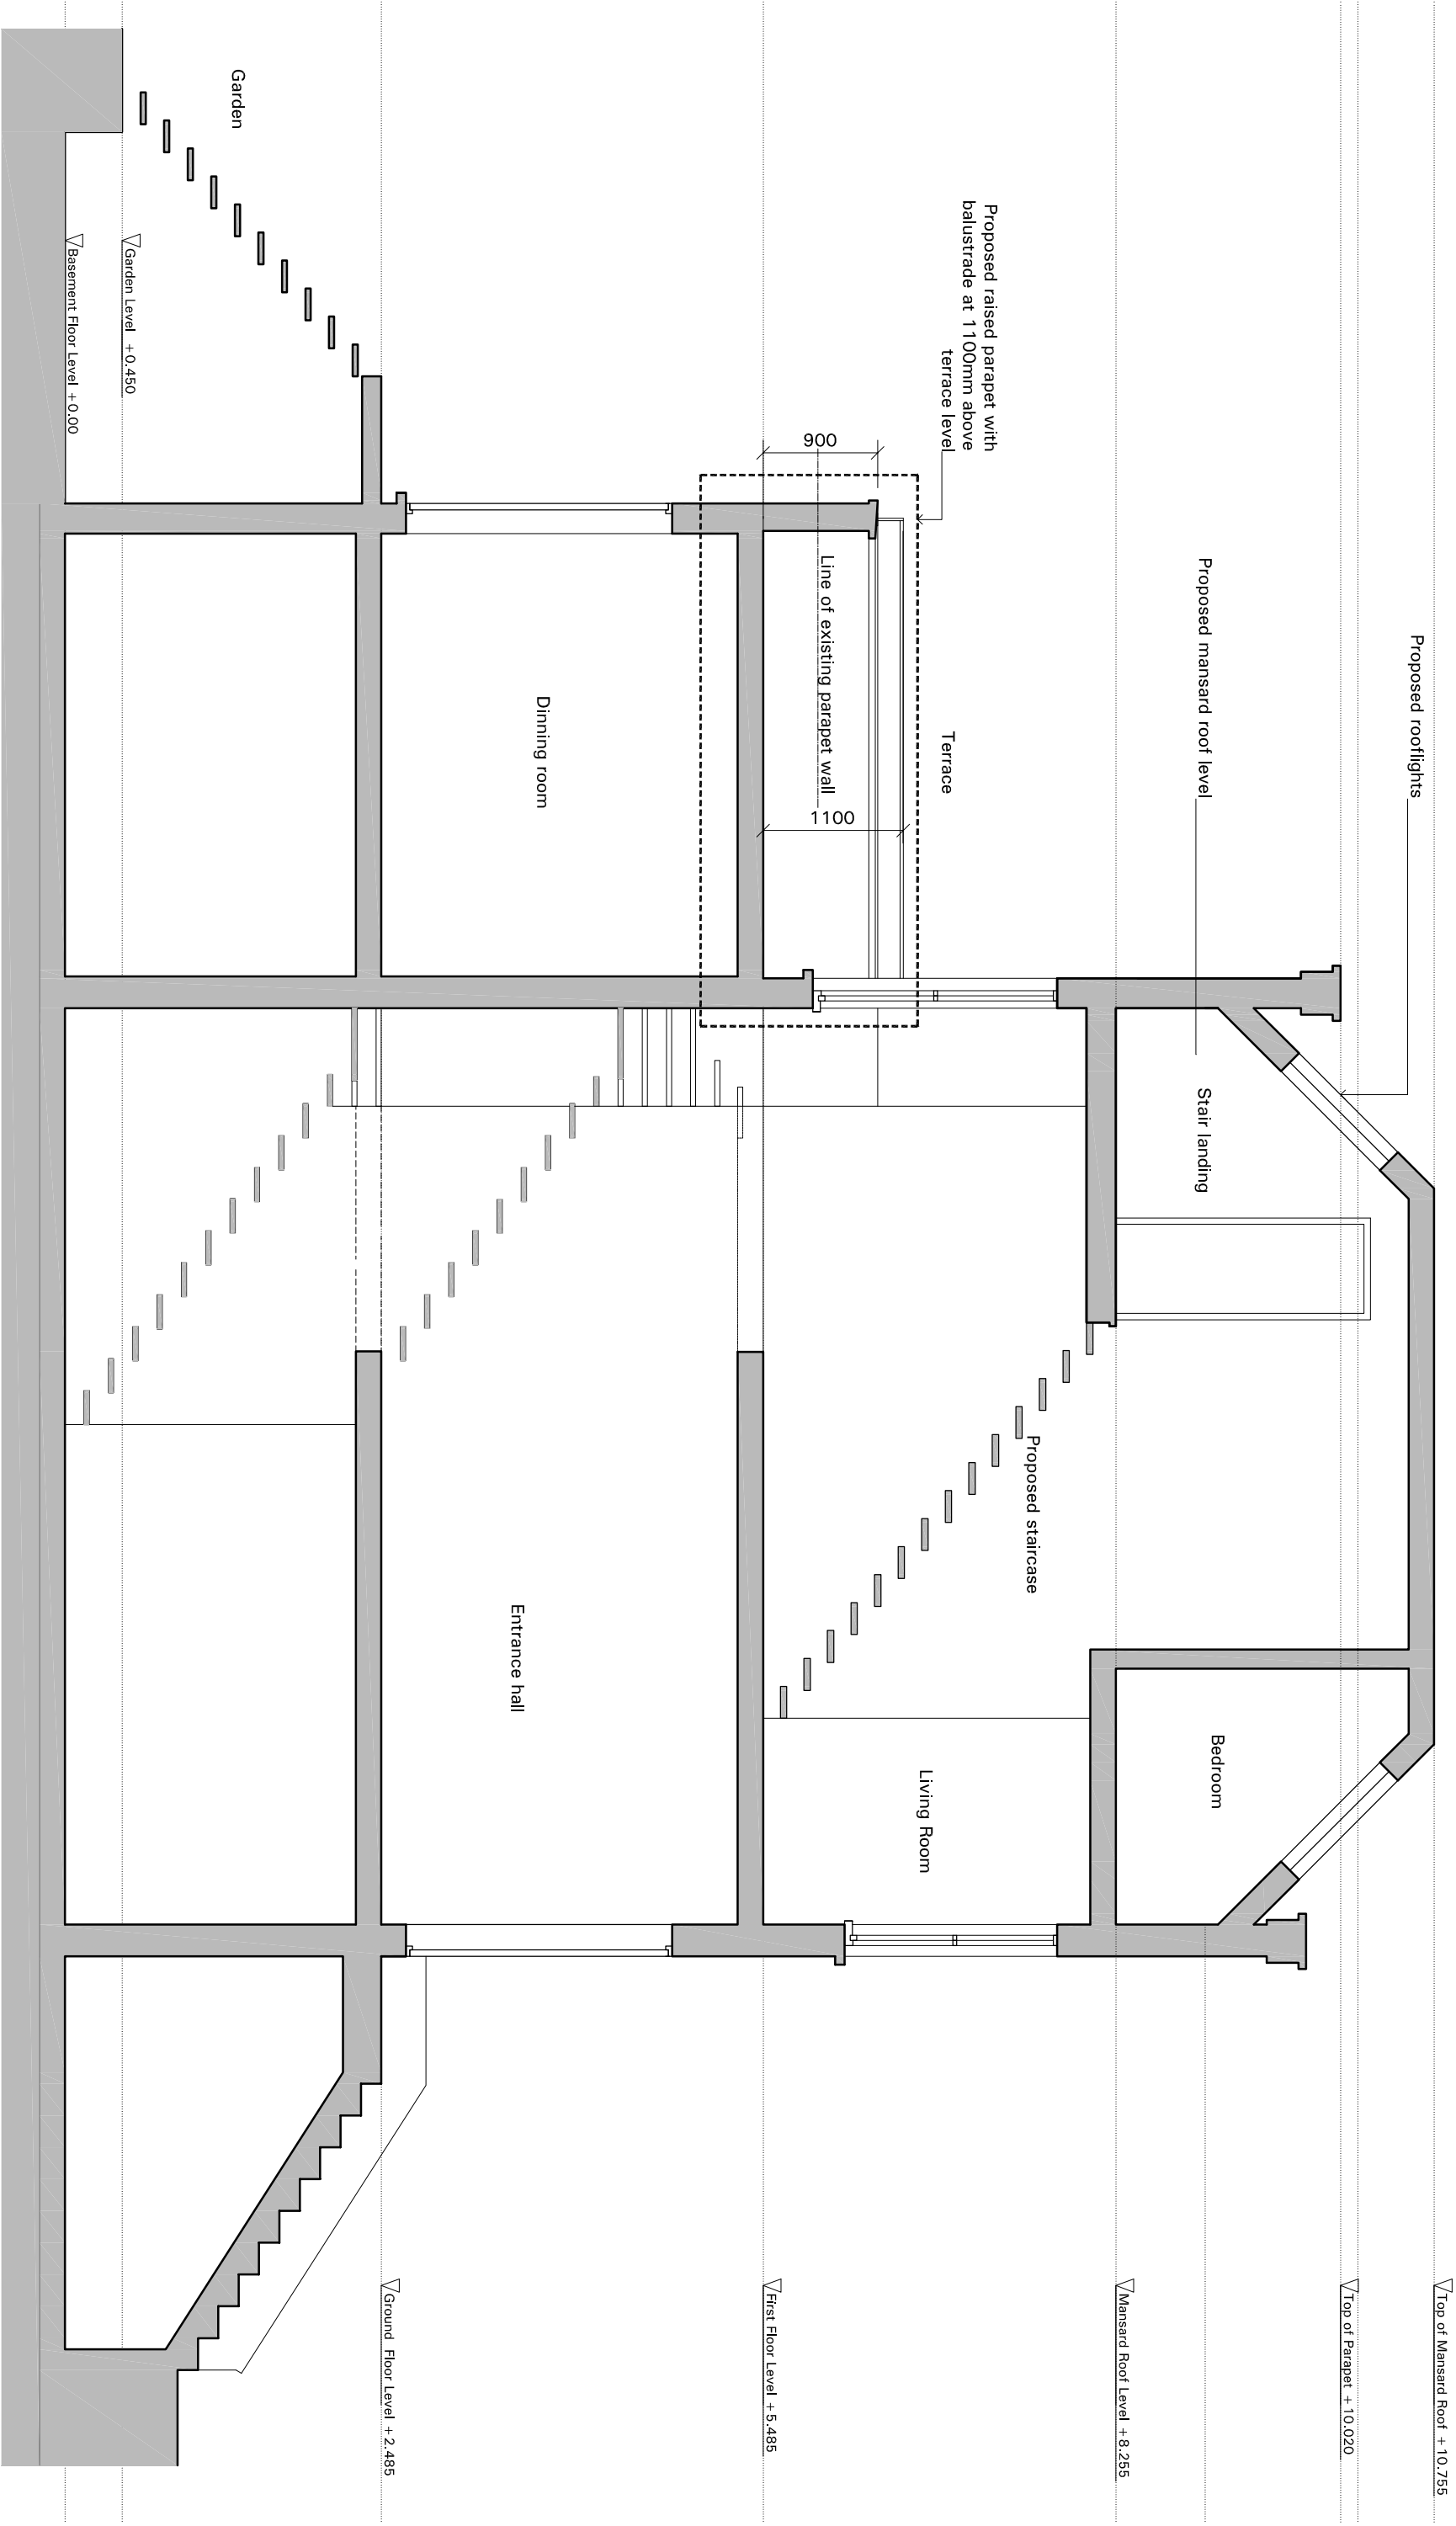 Proposed rooflights
Proposed mansard roof level
Proposed raised parapet with
balustrade at 1100mm above
terrace level
Terrace
900
Line of existing parapet wall
1100
Stair landing
Bedroom
Proposed staircase
Living Room
Dinning room
Entrance hall
Garden
Garden Level +0.450
Basement Floor Level +0.00
Top of Mansard Roof +10.755
Top of Parapet +10.020
Mansard Roof Level +8.255
First Floor Level +5.485
Ground Floor Level +2.485